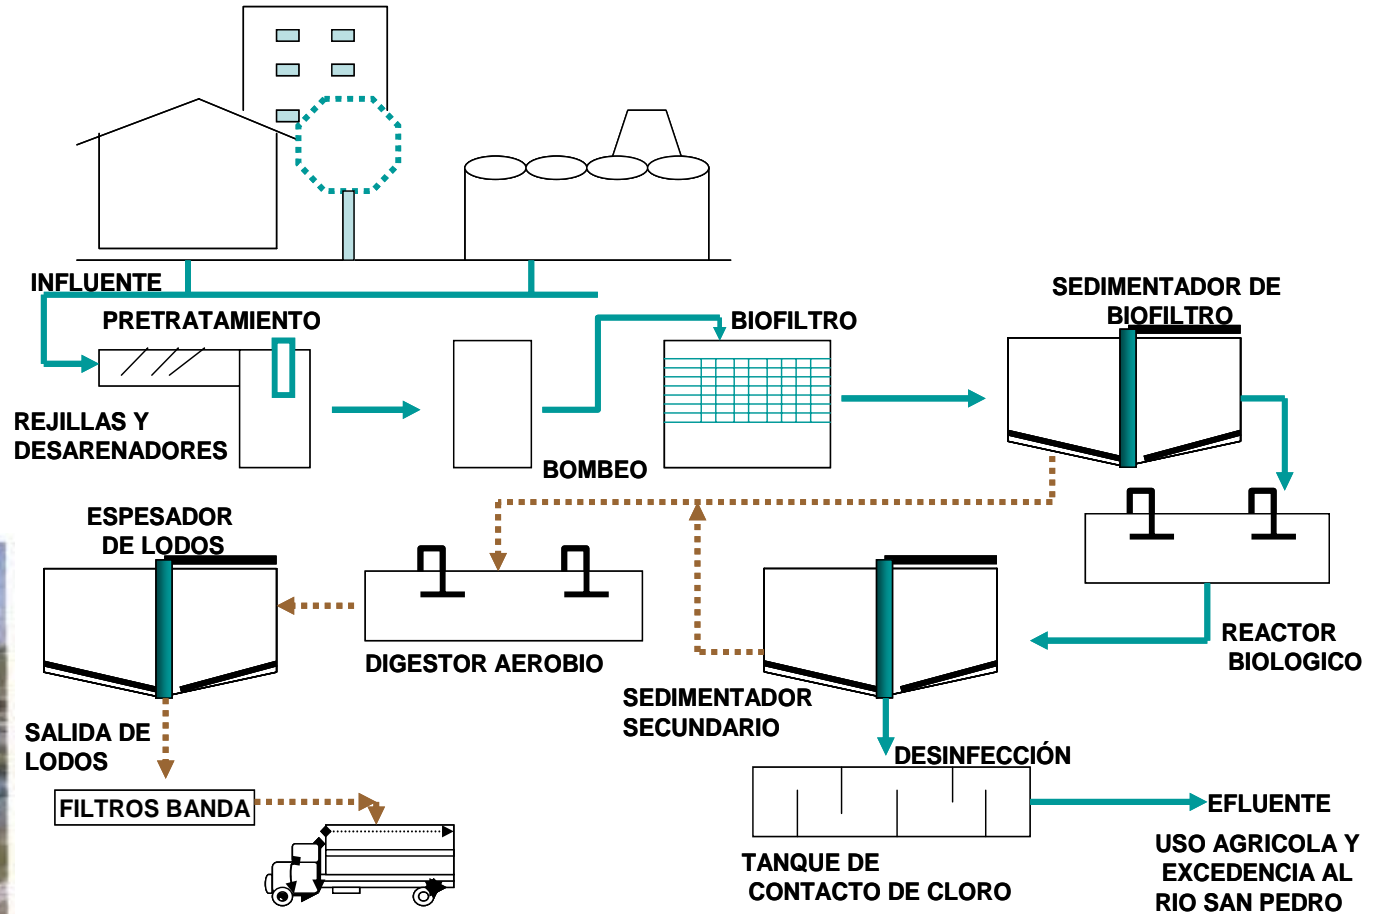 INFLUENTE
PRETRATAMIENTO
BIOFILTRO
SEDIMENTADOR DE
BIOFILTRO
REJILLAS Y
DESARENADORES
BOMBEO
ESPESADOR
DE LODOS
DIGESTOR AEROBIO
REACTOR
BIOLOGICO
SEDIMENTADOR
SECUNDARIO
SALIDA DE
LODOS
DESINFECCIÓN
FILTROS BANDA
EFLUENTE
USO AGRICOLA Y
EXCEDENCIA AL
RIO SAN PEDRO
TANQUE DE
CONTACTO DE CLORO